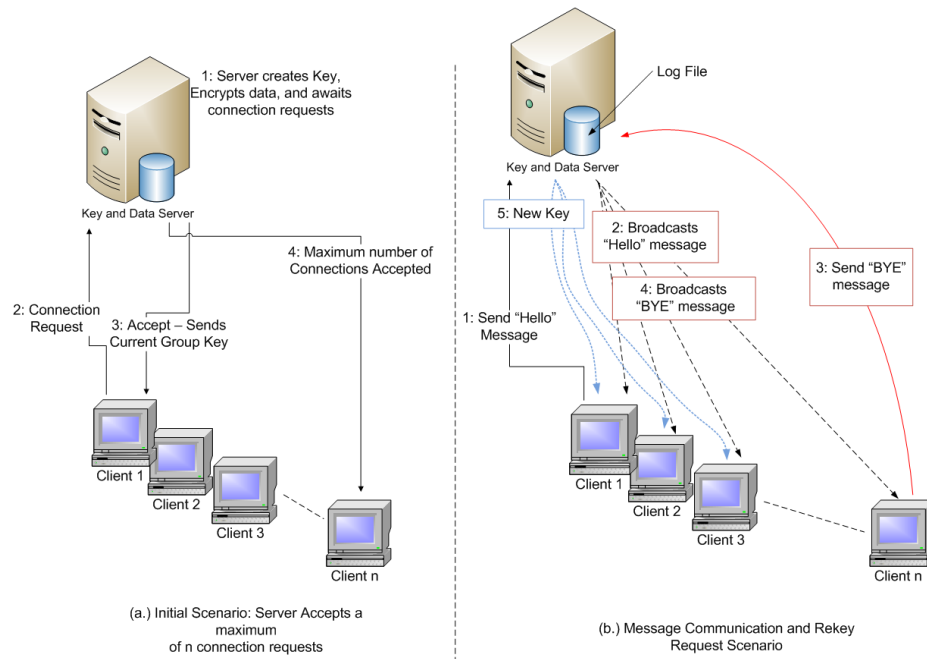 1: Server creates Key,
Encrypts data, and awaits
connection requests
Key and Data Server
4: Maximum number of
Connections Accepted
2: Connection
Request
3: Accept – Sends
Current Group Key
Client 1
Client 2
Client 3
Client n
(a.) Initial Scenario: Server Accepts a
maximum
of n connection requests
Log File
Key and Data Server
5: New Key
2: Broadcasts
“Hello” message
3: Send “BYE”
message
4: Broadcasts
“BYE” message
1: Send “Hello”
Message
Client 1
Client 2
Client 3
Client n
(b.) Message Communication and Rekey
Request Scenario